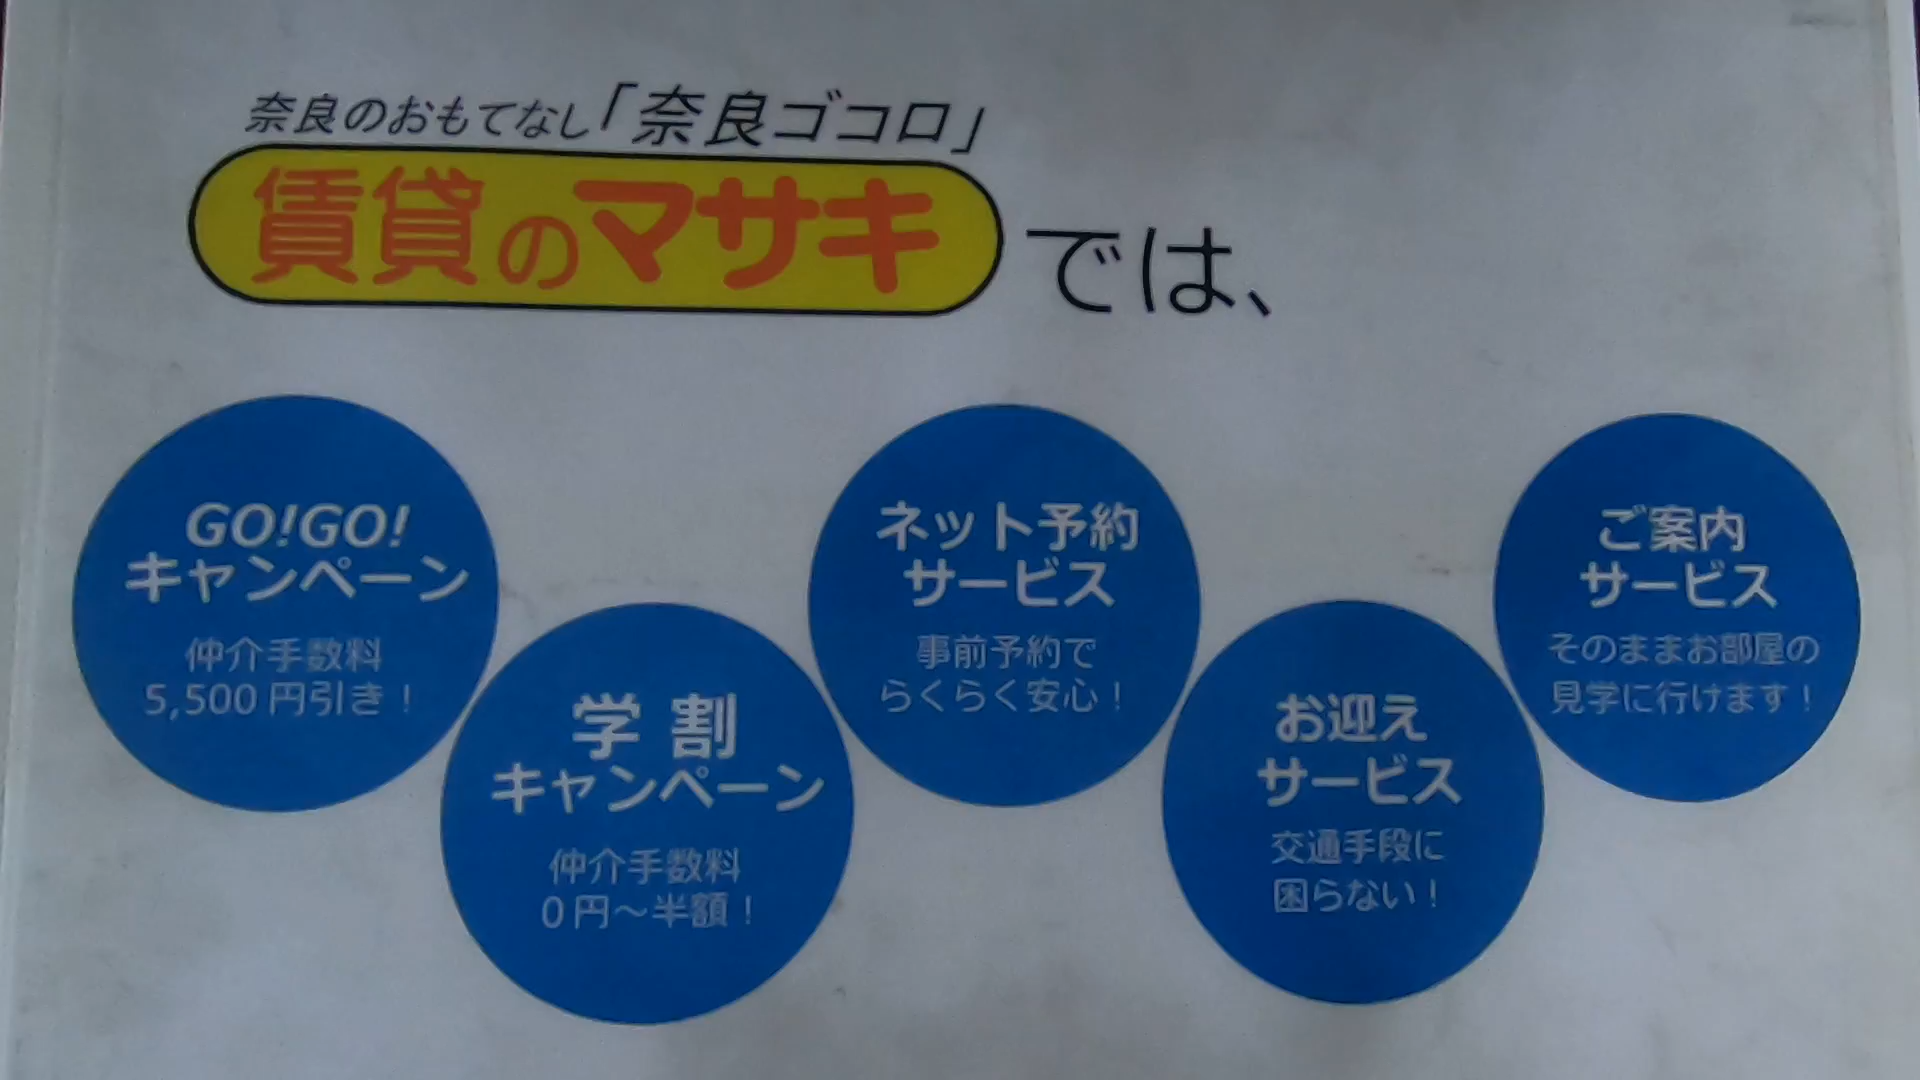 奈良のおもてなし「奈良ゴコロ」
賃貸のマサキでは、
GO!GO!
キャンペーン
仲介手数料
5,500円引き！
学割
キャンペーン
仲介手数料
0円～半額！
ネット予約
サービス
事前予約で
らくらく安心！
お迎え
サービス
交通手段に
困らない！
ご案内
サービス
そのままお部屋の
見学に行けます！